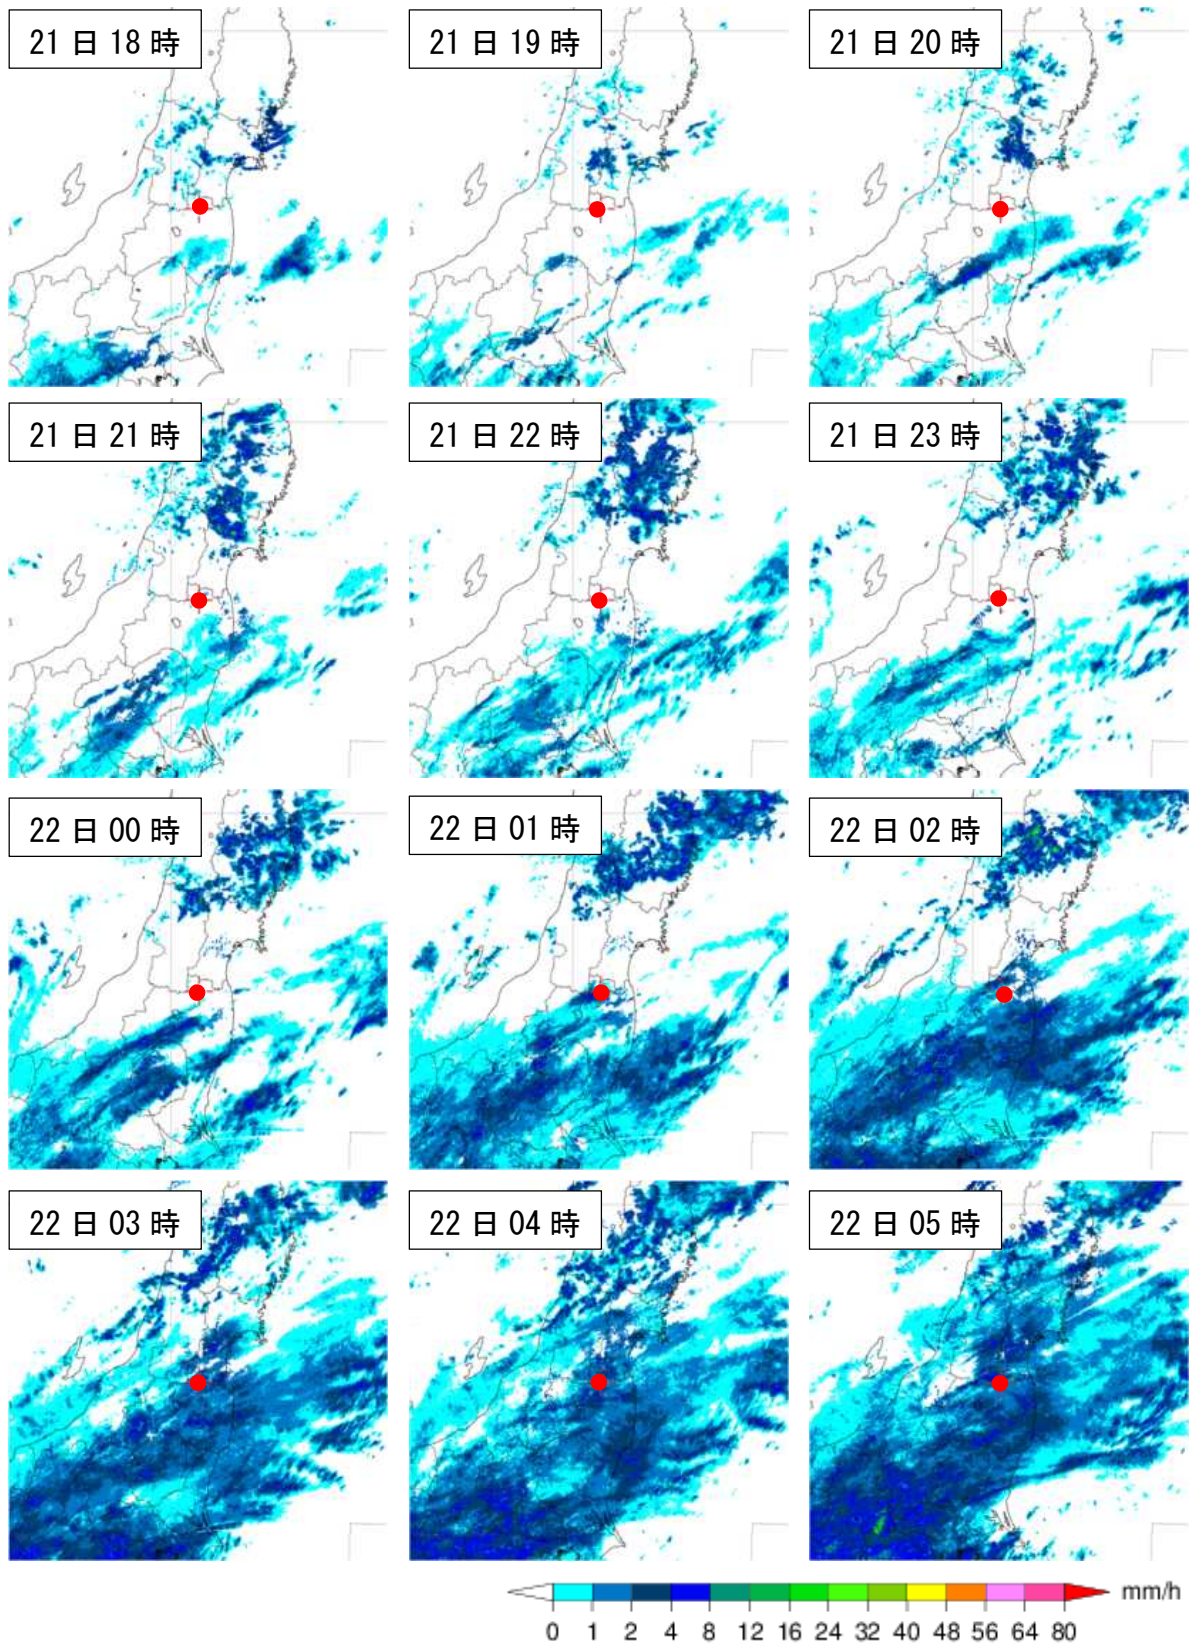 21 日 18 時
21 日 19 時
21 日 20 時
21 日 21 時
21 日 22 時
21 日 23 時
22 日 00 時
22 日 01 時
22 日 02 時
22 日 03 時
22 日 04 時
22 日 05 時
mm/h
0 1 2 4 8 12 16 24 32 40 48 56 64 80